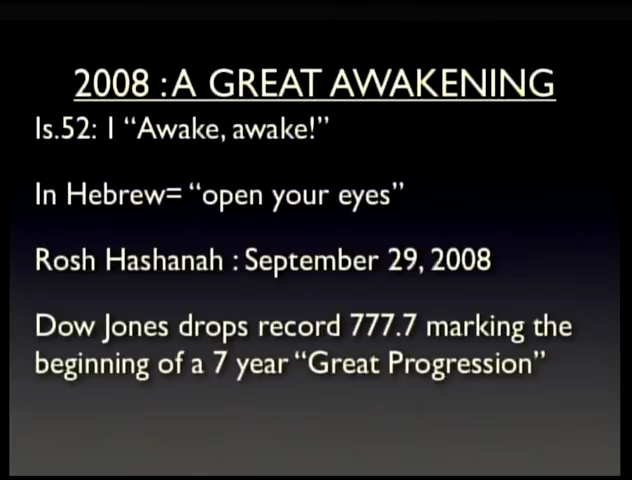 2008 : A GREAT AWAKENING
Is.52: 1 “Awake, awake!”
In Hebrew= “open your eyes”
Rosh Hashanah : September 29, 2008
Dow Jones drops record 777.7 marking the
beginning of a 7 year “Great Progression”